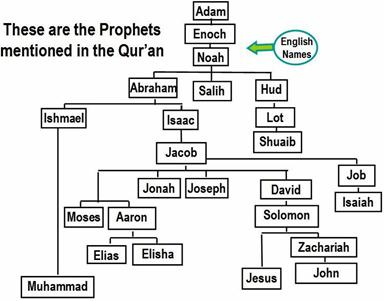 Adam
These are the Prophets
mentioned in the Qur'an
Enoch
English
Names
Noah
Abraham
Salih
Hud
Ishmael
Isaac
Lot
Shuaib
Jacob
Job
Jonah
Joseph
David
Isaiah
Moses
Aaron
Solomon
Elias
Elisha
Zachariah
Jesus
John
Muhammad